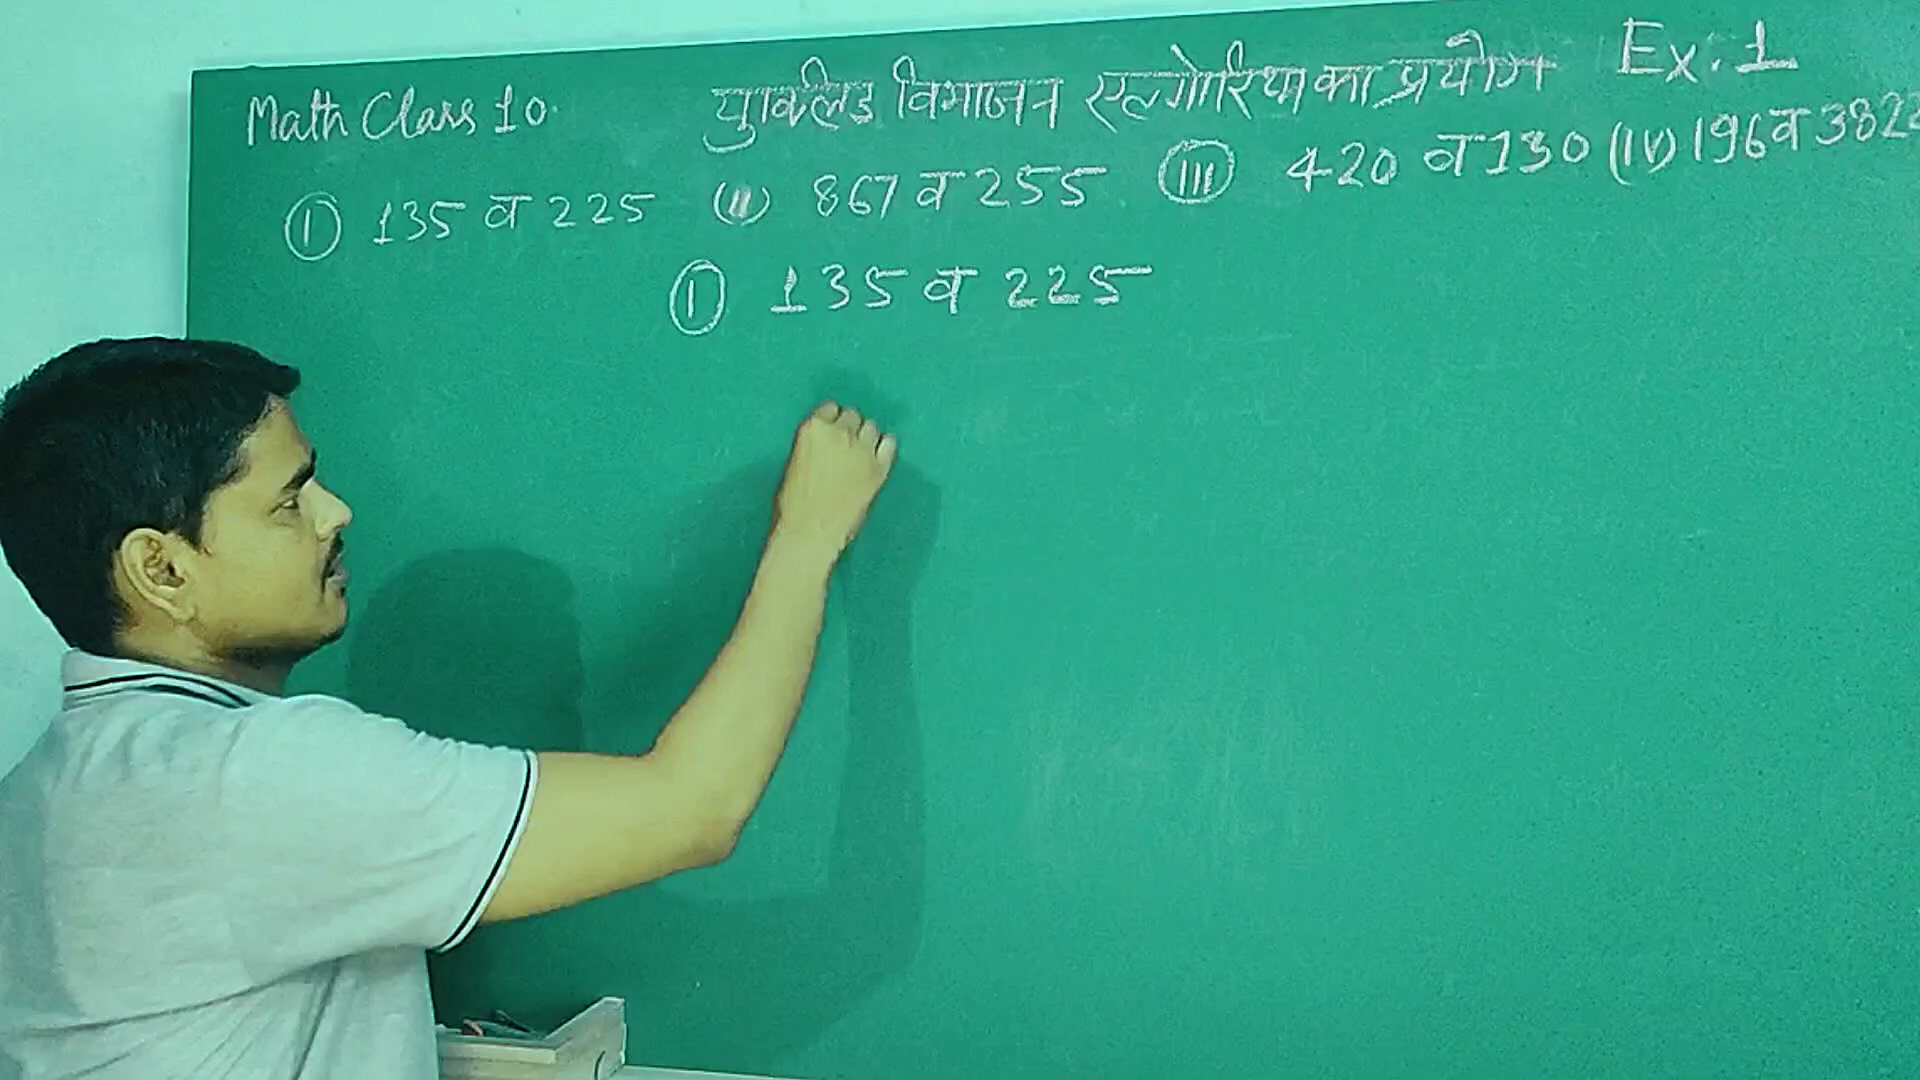 Math Class 10. युक्लिड विभाजन एल्गोरिथ्म का प्रयोग Ex. 1
(I) 135 व 225 (II) 867 व 255 (III) 420 व 130 (IV) 196 व 3822
(I) 135 व 225